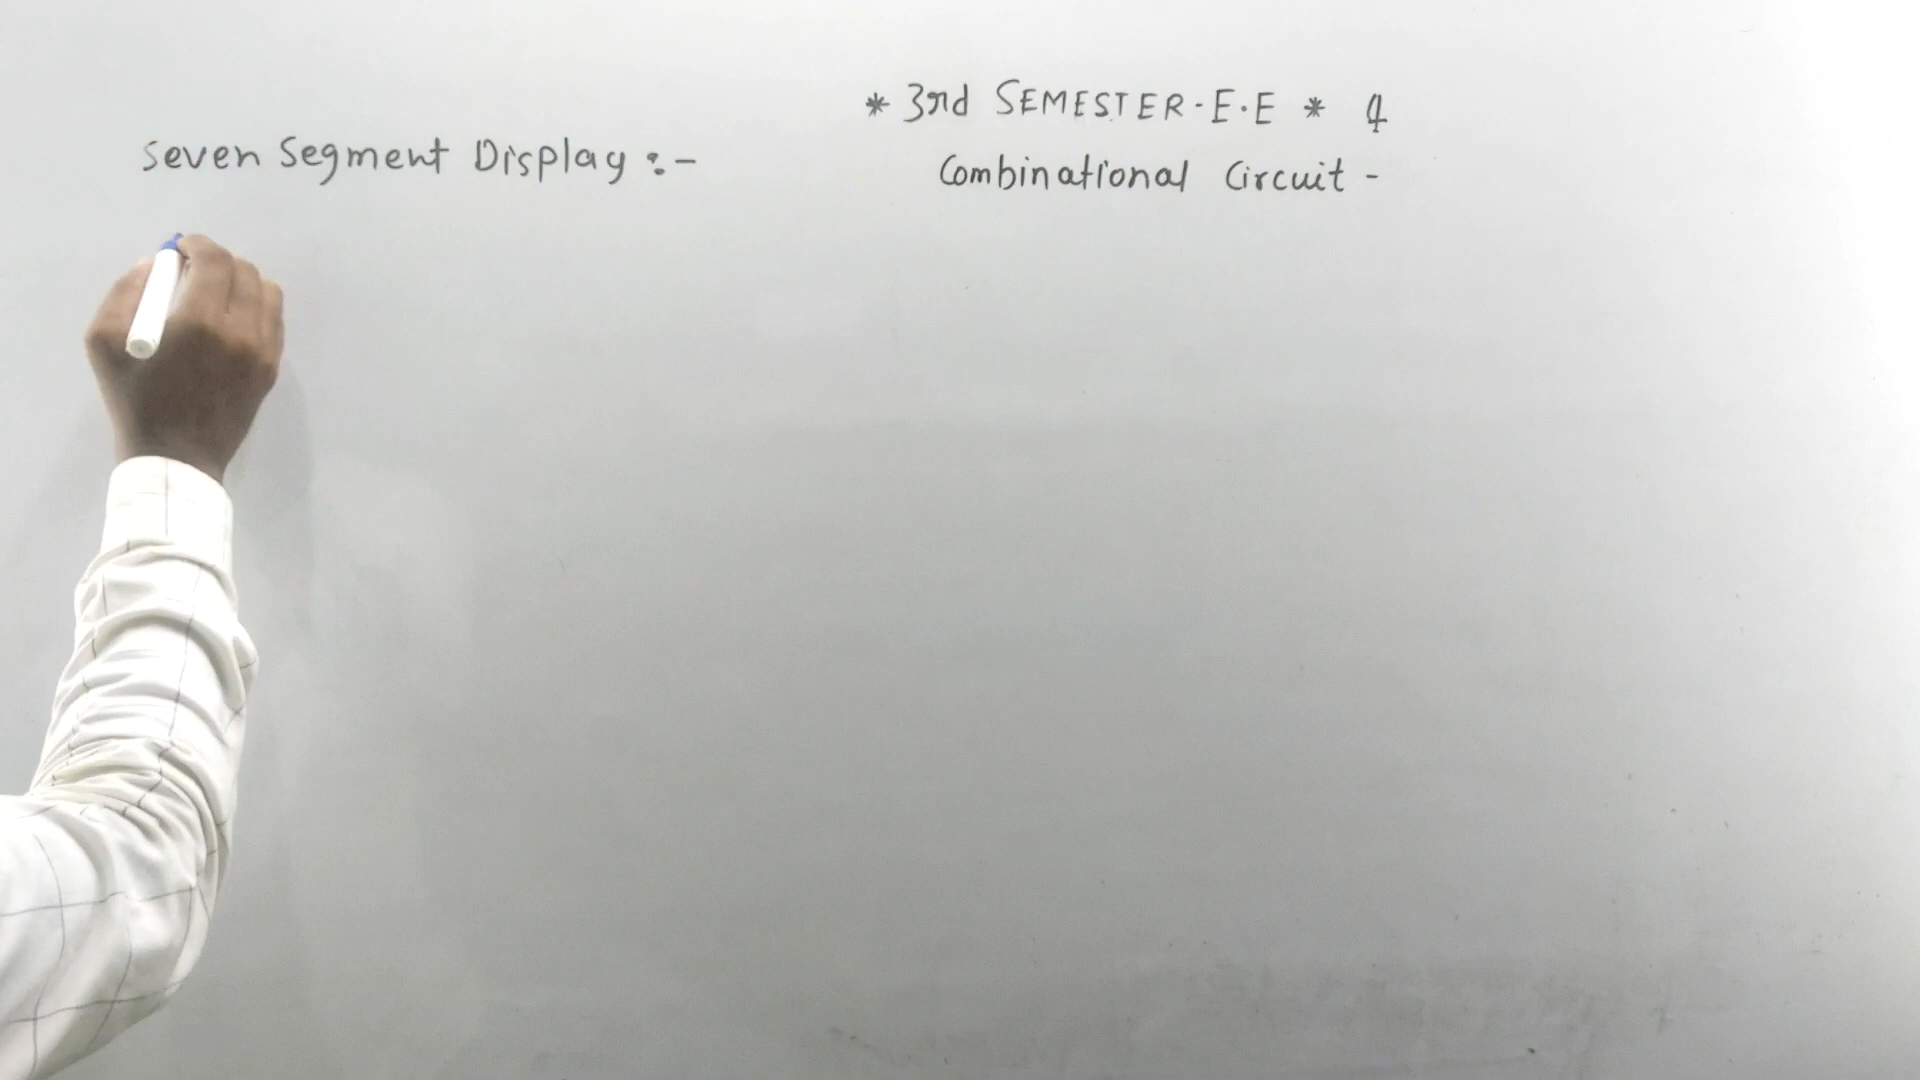 * 3rd SEMESTER-E.E * 4
Combinational Circuit -
Seven Segment Display :-